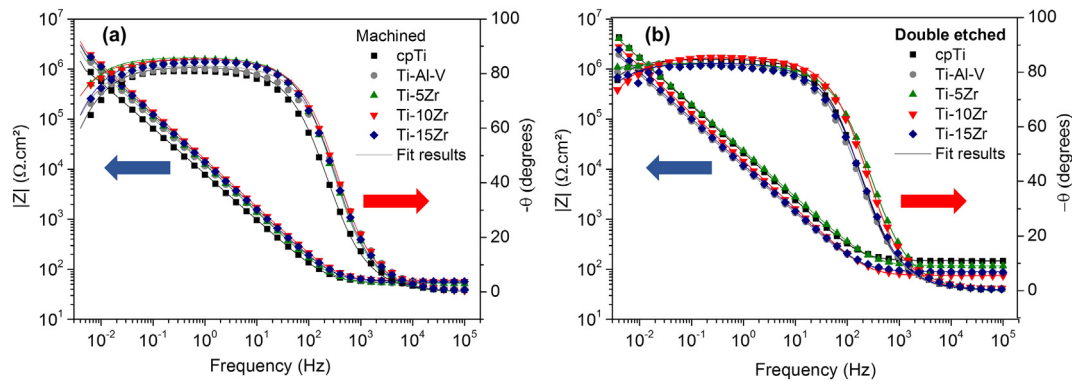 (a)
Machined
cpTi
Ti-Al-V
Ti-5Zr
Ti-10Zr
Ti-15Zr
Fit results
|Z| (Ω.cm²)
10⁷
10⁶
10⁵
10⁴
10³
10²
10¹
10⁻² 10⁻¹ 10⁰ 10¹ 10² 10³ 10⁴ 10⁵
Frequency (Hz)
100
80
60
40
20
0
-θ (degrees)
(b)
Double etched
cpTi
Ti-Al-V
Ti-5Zr
Ti-10Zr
Ti-15Zr
Fit results
|Z| (Ω.cm²)
10⁷
10⁶
10⁵
10⁴
10³
10²
10¹
10⁻² 10⁻¹ 10⁰ 10¹ 10² 10³ 10⁴ 10⁵
Frequency (Hz)
100
80
60
40
20
0
−θ (degrees)